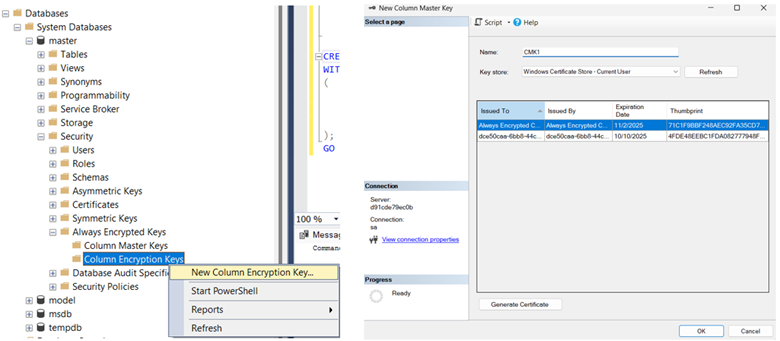 Databases
System Databases
master
Tables
Views
Synonyms
Programmability
Service Broker
Storage
Security
Users
Roles
Schemas
Asymmetric Keys
Certificates
Symmetric Keys
Always Encrypted Keys
Column Master Keys
Column Encryption Keys
Database Audit Specific
Security Policies
model
msdb
tempdb
New Column Encryption Key...
Start PowerShell
Reports
Refresh
CRE
WIT
(
);
GO
100 %
Messag
Comman
New Column Master Key
Select a page
Script
Help
Name: CMK1
Key store: Windows Certificate Store - Current User Refresh
Issued To Issued By Expiration Date Thumbprint
Always Encrypted C... Always Encrypted C... 11/2/2025 71C1F9BBF248AEC92FA35CD7...
dce50caa-6bb8-44c... dce50caa-6bb8-44c... 10/10/2025 4FDE48EEBC1FDA082777948F...
Connection
Server:
d91cde79ec0b
Connection:
sa
View connection properties
Progress
Ready
Generate Certificate
OK Cancel